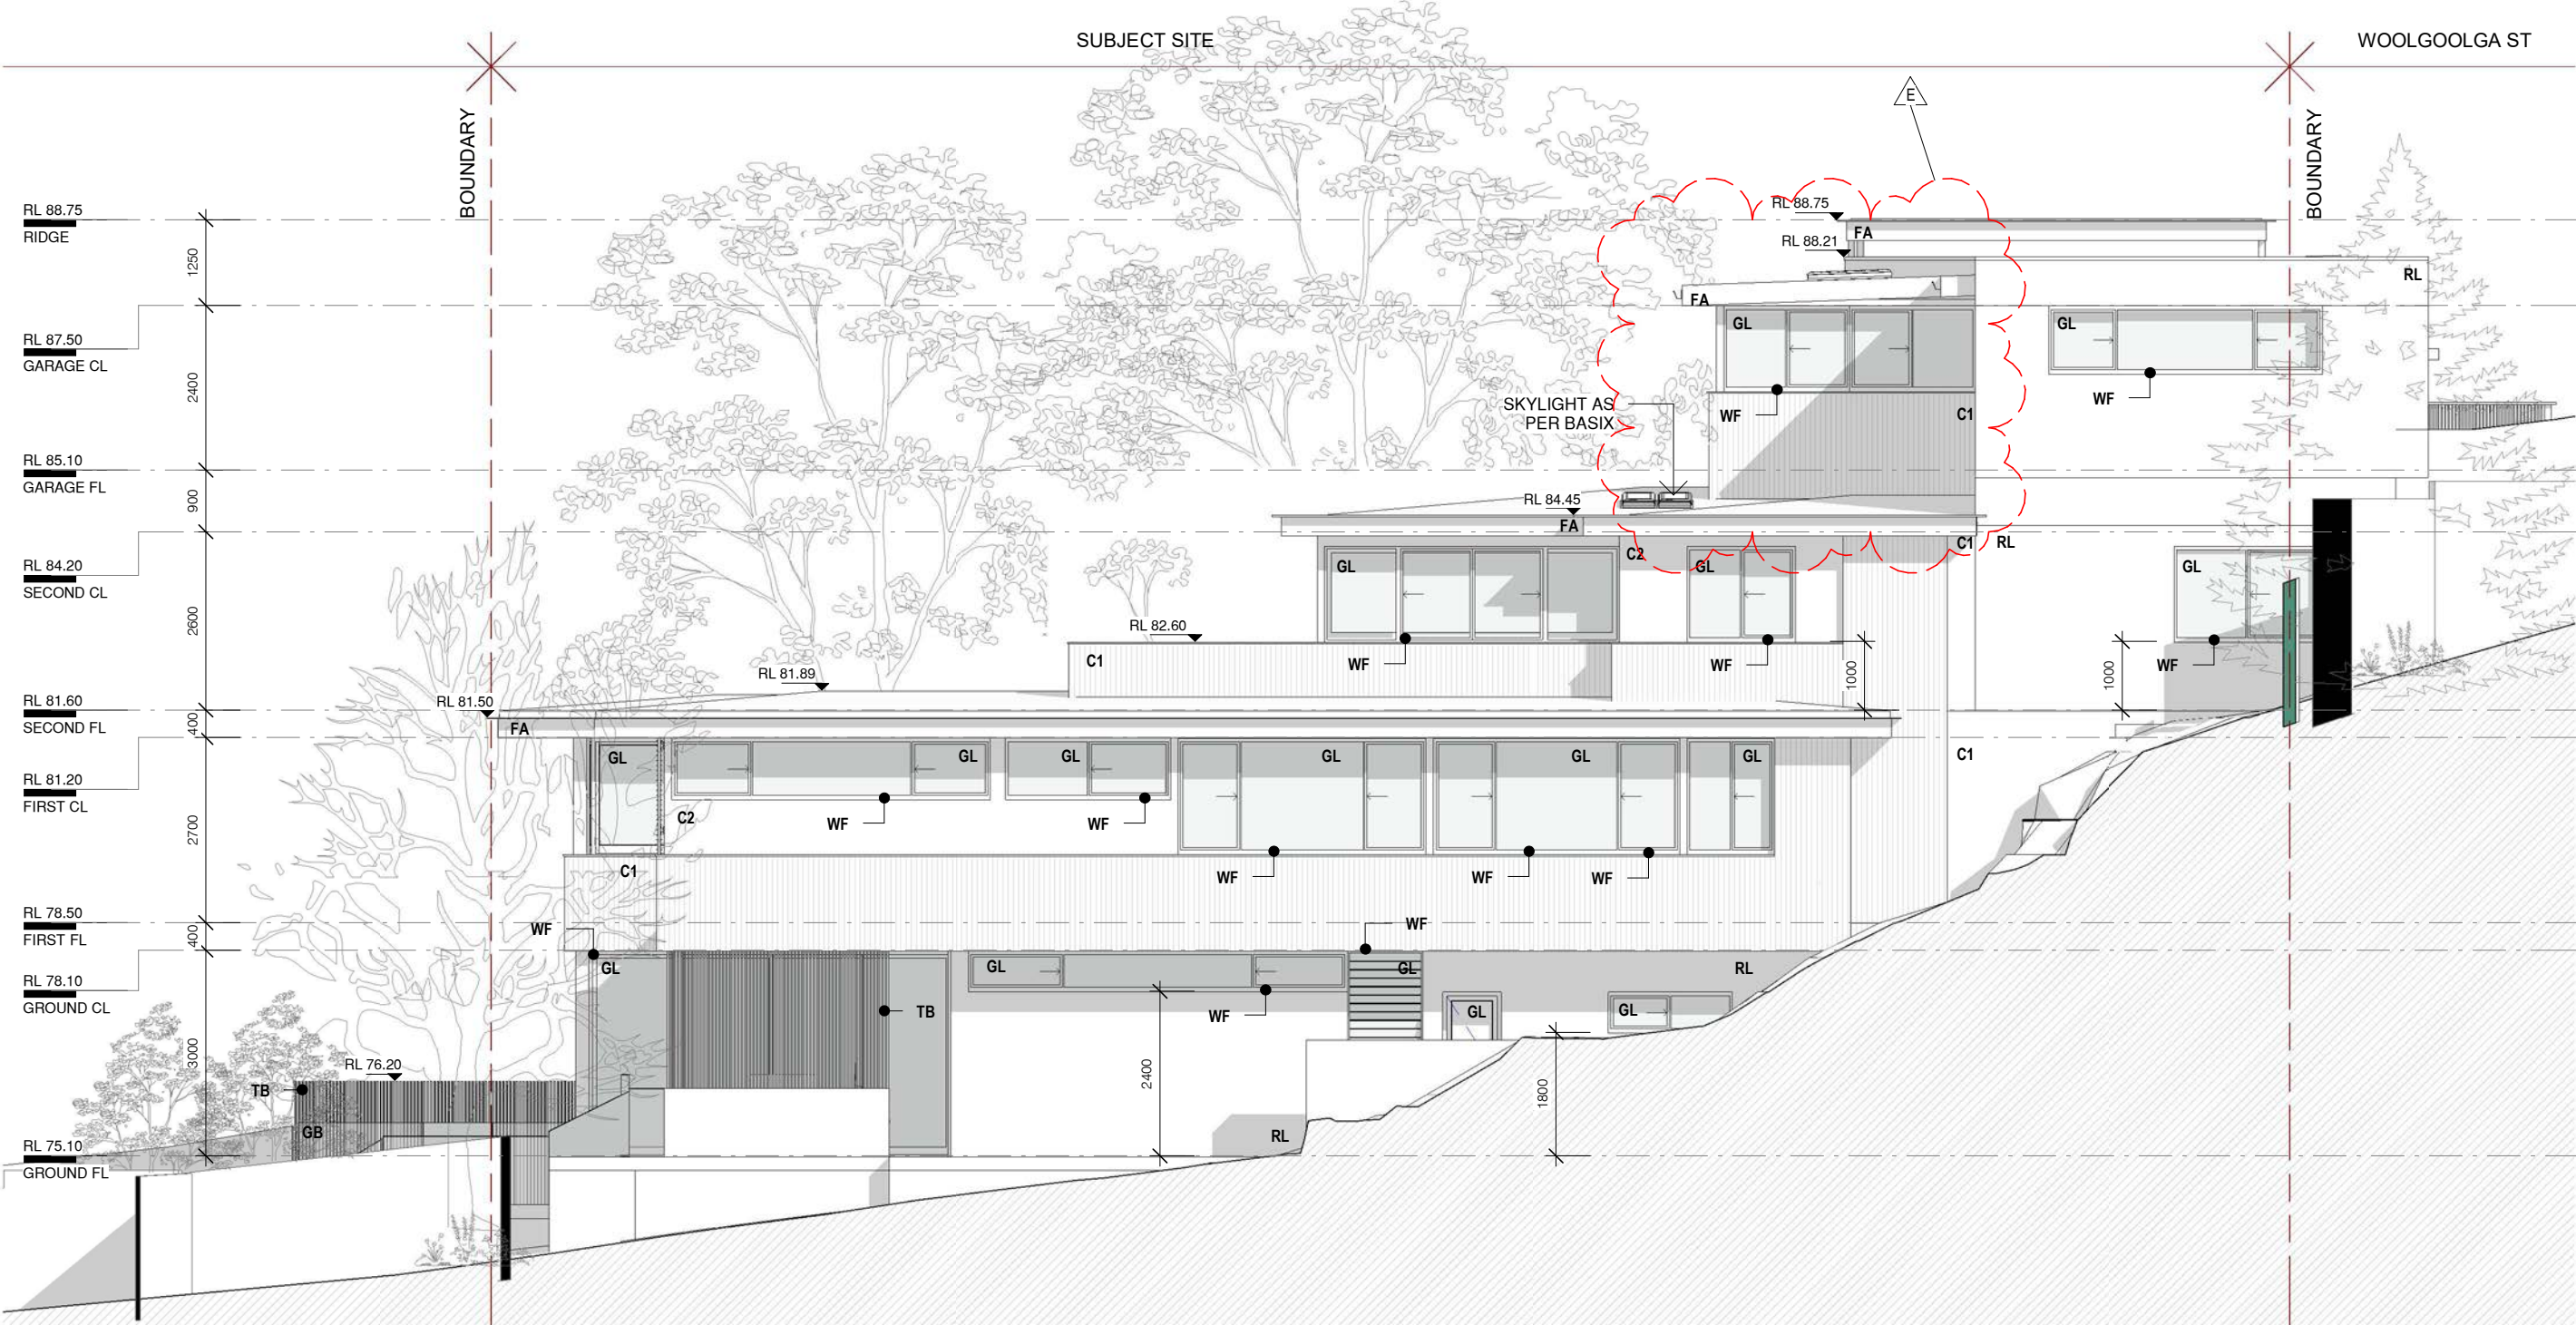 SUBJECT SITE
WOOLGOOLGA ST
BOUNDARY
BOUNDARY
E
RL 88.75
RIDGE
1250
RL 88.75
FA
RL 88.21
RL
FA
GL
GL
RL 87.50
GARAGE CL
2400
WF
WF
SKYLIGHT AS
PER BASIX
C1
RL 85.10
GARAGE FL
900
RL 84.45
FA
C2
C1
RL
GL
GL
GL
RL 84.20
SECOND CL
2600
RL 82.60
C1
WF
WF
1000
1000
WF
RL 81.89
RL 81.60
SECOND FL
RL 81.50
400
FA
GL
GL
GL
GL
GL
GL
C1
RL 81.20
FIRST CL
2700
C2
WF
WF
C1
WF
WF
WF
RL 78.50
FIRST FL
400
WF
WF
GL
GL
GL
RL
RL 78.10
GROUND CL
TB
WF
GL
GL
3000
RL 76.20
TB
2400
1800
GB
RL
RL 75.10
GROUND FL